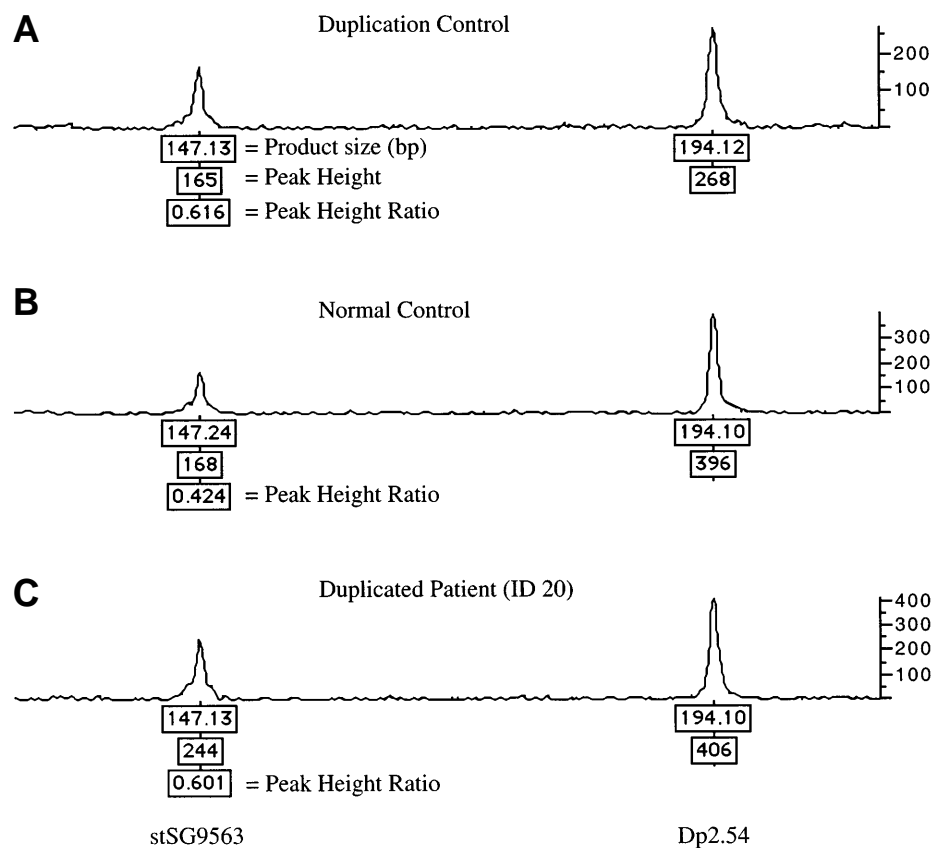 A
Duplication Control
200
100
147.13 = Product size (bp)
194.12
165 = Peak Height
268
0.616 = Peak Height Ratio
B
Normal Control
300
200
100
147.24
194.10
168
396
0.424 = Peak Height Ratio
C
Duplicated Patient (ID 20)
400
300
200
100
147.13
194.10
244
406
0.601 = Peak Height Ratio
stSG9563
Dp2.54